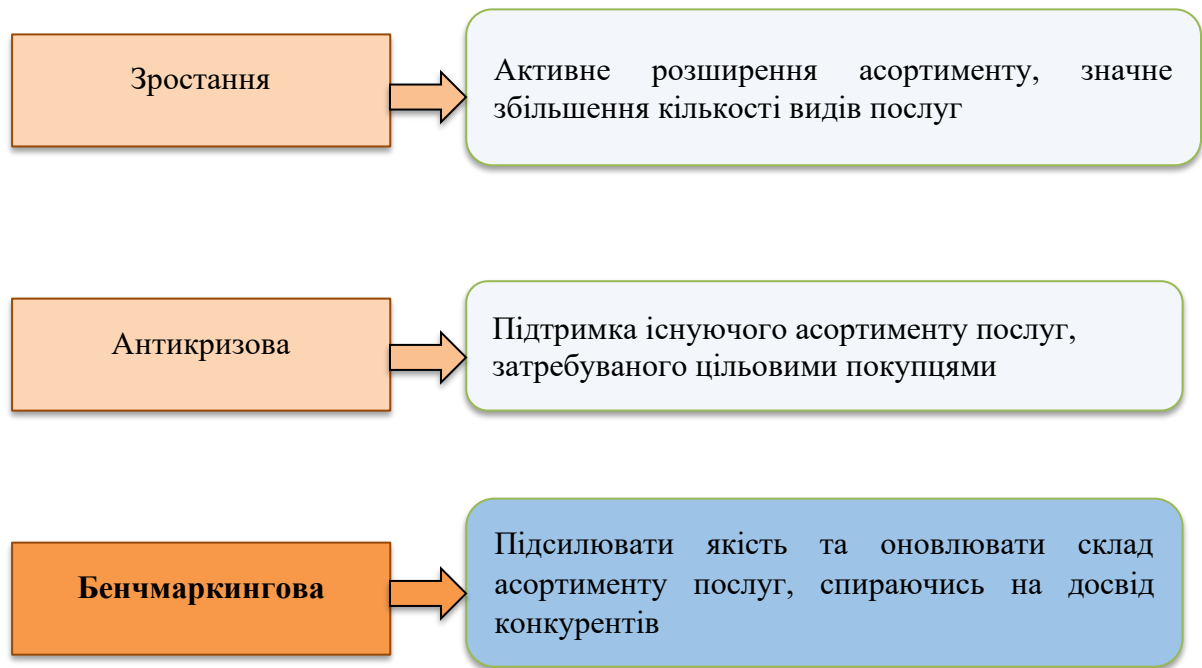 Зростання
Активне розширення асортименту, значне
збільшення кількості видів послуг
Антикризова
Підтримка існуючого асортименту послуг,
затребуваного цільовими покупцями
Бенчмаркингова
Підсилювати якість та оновлювати склад
асортименту послуг, спираючись на досвід
конкурентів